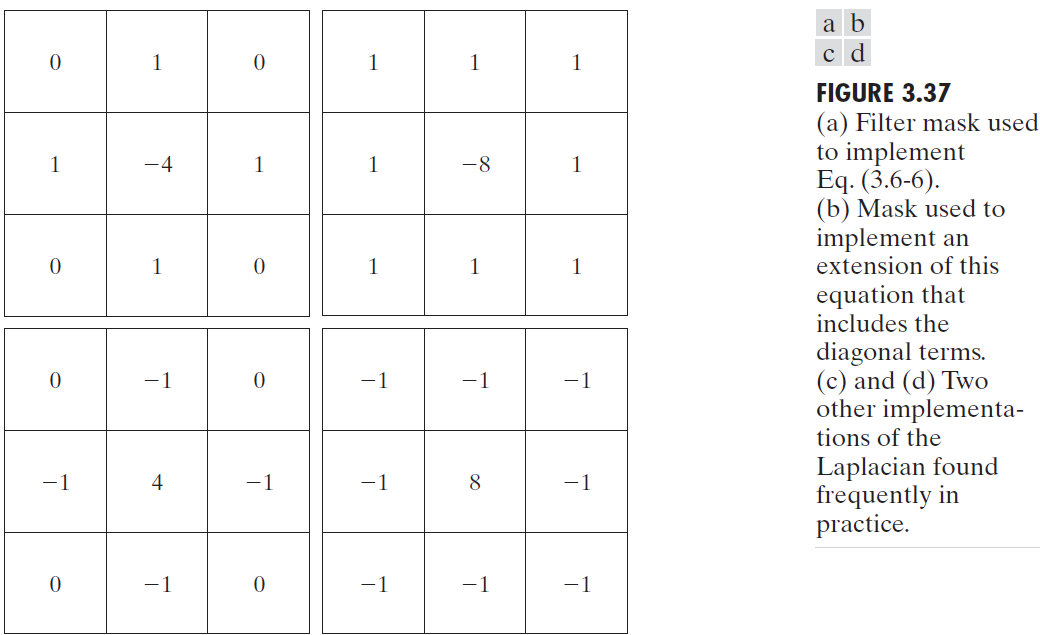 0 1 0
1 −4 1
0 1 0
1 1 1
1 −8 1
1 1 1
0 −1 0
−1 4 −1
0 −1 0
−1 −1 −1
−1 8 −1
−1 −1 −1
a b
c d
FIGURE 3.37
(a) Filter mask used
to implement
Eq. (3.6-6).
(b) Mask used to
implement an
extension of this
equation that
includes the
diagonal terms.
(c) and (d) Two
other implementa-
tions of the
Laplacian found
frequently in
practice.